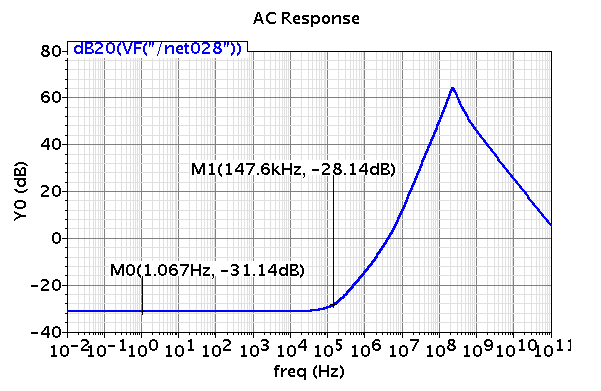 AC Response
dB20(VF("/net028"))
80
60
40
20
0
−20
−40
Y0 (dB)
M1(147.6kHz, −28.14dB)
M0(1.067Hz, −31.14dB)
10⁻² 10⁻¹ 10⁰ 10¹ 10² 10³ 10⁴ 10⁵ 10⁶ 10⁷ 10⁸ 10⁹ 10¹⁰ 10¹¹
freq (Hz)